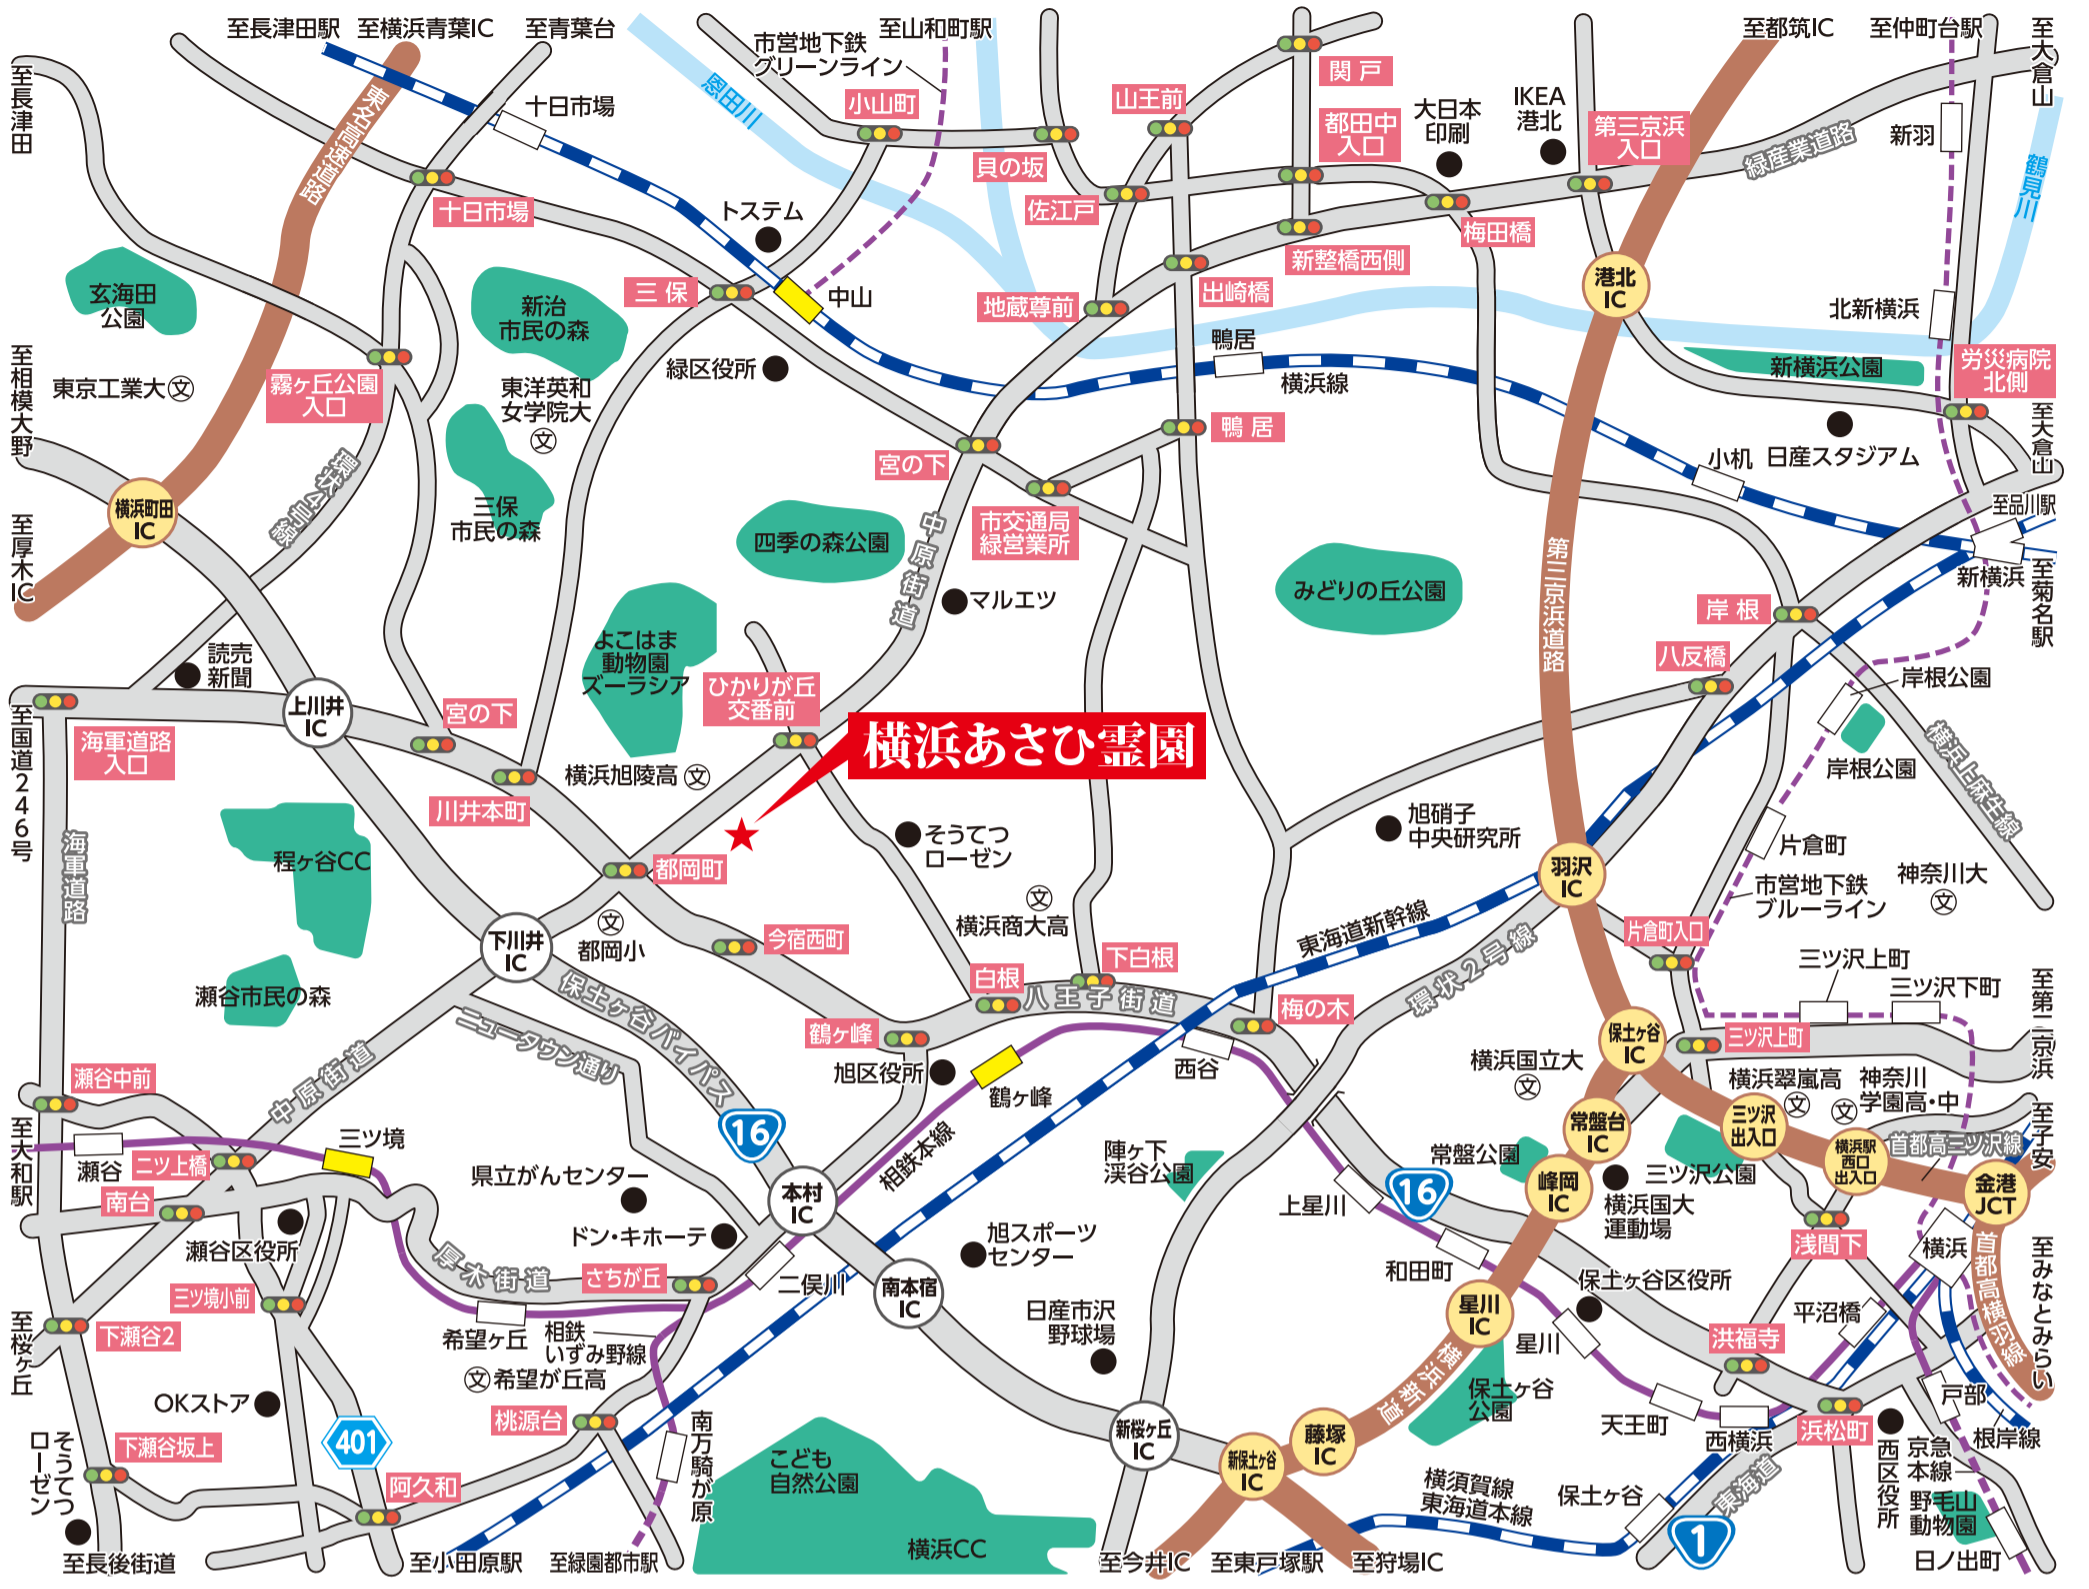 至長津田駅
至横浜青葉IC
至青葉台
市営地下鉄
グリーンライン
至山和町駅
至都筑IC
至仲町台駅
至大倉山
至長津田
東名高速道路
十日市場
恩田川
小山町
山王前
関戸
都田中
入口
大日本
印刷
IKEA
港北
第三京浜
入口
緑産業道路
新羽
鶴見川
貝の坂
佐江戸
梅田橋
十日市場
トステム
新整橋西側
出崎橋
地蔵尊前
港北
IC
玄海田
公園
新治
市民の森
三保
中山
北新横浜
鴨居
横浜線
新横浜公園
労災病院
北側
至相模大野
東京工業大
文
霧ヶ丘公園
入口
東洋英和
女学院大
文
緑区役所
宮の下
鴨居
小机
日産スタジアム
至大倉山
横浜町田
IC
環状4号線
三保
市民の森
四季の森公園
中原街道
市交通局
緑営業所
至品川駅
新横浜
至菊名駅
至厚木IC
マルエツ
みどりの丘公園
第三京浜道路
岸根
八反橋
岸根公園
岸根公園
横浜上麻生線
読売
新聞
よこはま
動物園
ズーラシア
ひかりが丘
交番前
横浜あさひ霊園
上川井
IC
宮の下
海軍道路
入口
至国道246号
横浜旭陵高
文
川井本町
海軍道路
程ヶ谷CC
都岡町
そうてつ
ローゼン
旭硝子
中央研究所
片倉町
羽沢
IC
市営地下鉄
ブルーライン
神奈川大
文
文
横浜商大高
下川井
IC
文
都岡小
今宿西町
東海道新幹線
環状2号線
片倉町入口
三ツ沢上町
三ツ沢下町
瀬谷市民の森
保土ヶ谷バイパス
白根
下白根
八王子街道
梅の木
鶴ヶ峰
保土ヶ谷
IC
三ツ沢上町
至第二京浜
ニュータウン通り
旭区役所
鶴ヶ峰
西谷
横浜国立大
文
横浜翠嵐高
文
神奈川
学園高・中
文
瀬谷中前
中原街道
16
三ツ沢
出入口
横浜駅
西口
出入口
首都高三ツ沢線
至子安
至大和駅
瀬谷
二ツ上橋
三ツ境
相鉄本線
陣ヶ下
渓谷公園
常盤台
IC
常盤公園
三ツ沢公園
県立がんセンター
本村
IC
南台
瀬谷区役所
ドン・キホーテ
上星川
16
峰岡
IC
横浜国大
運動場
金港
JCT
浅間下
横浜
旭スポーツ
センター
厚木街道
さちが丘
二俣川
南本宿
IC
和田町
保土ヶ谷区役所
首都高横羽線
至みなとみらい
三ツ境小前
下瀬谷2
至桜ヶ丘
希望ヶ丘
相鉄
いずみ野線
文
希望が丘高
日産市沢
野球場
星川
IC
星川
洪福寺
平沼橋
OKストア
横浜新道
保土ヶ谷
公園
天王町
西横浜
浜松町
戸部
根岸線
401
桃源台
南万騎が原
新桜ヶ丘
IC
藤塚
IC
新保土ヶ谷
IC
そうてつ
ローゼン
下瀬谷坂上
阿久和
こども
自然公園
横浜CC
横須賀線
東海道本線
保土ヶ谷
東海道
1
西区役所
京急
本線
野毛山
動物園
日ノ出町
至長後街道
至小田原駅
至緑園都市駅
至今井IC
至東戸塚駅
至狩場IC